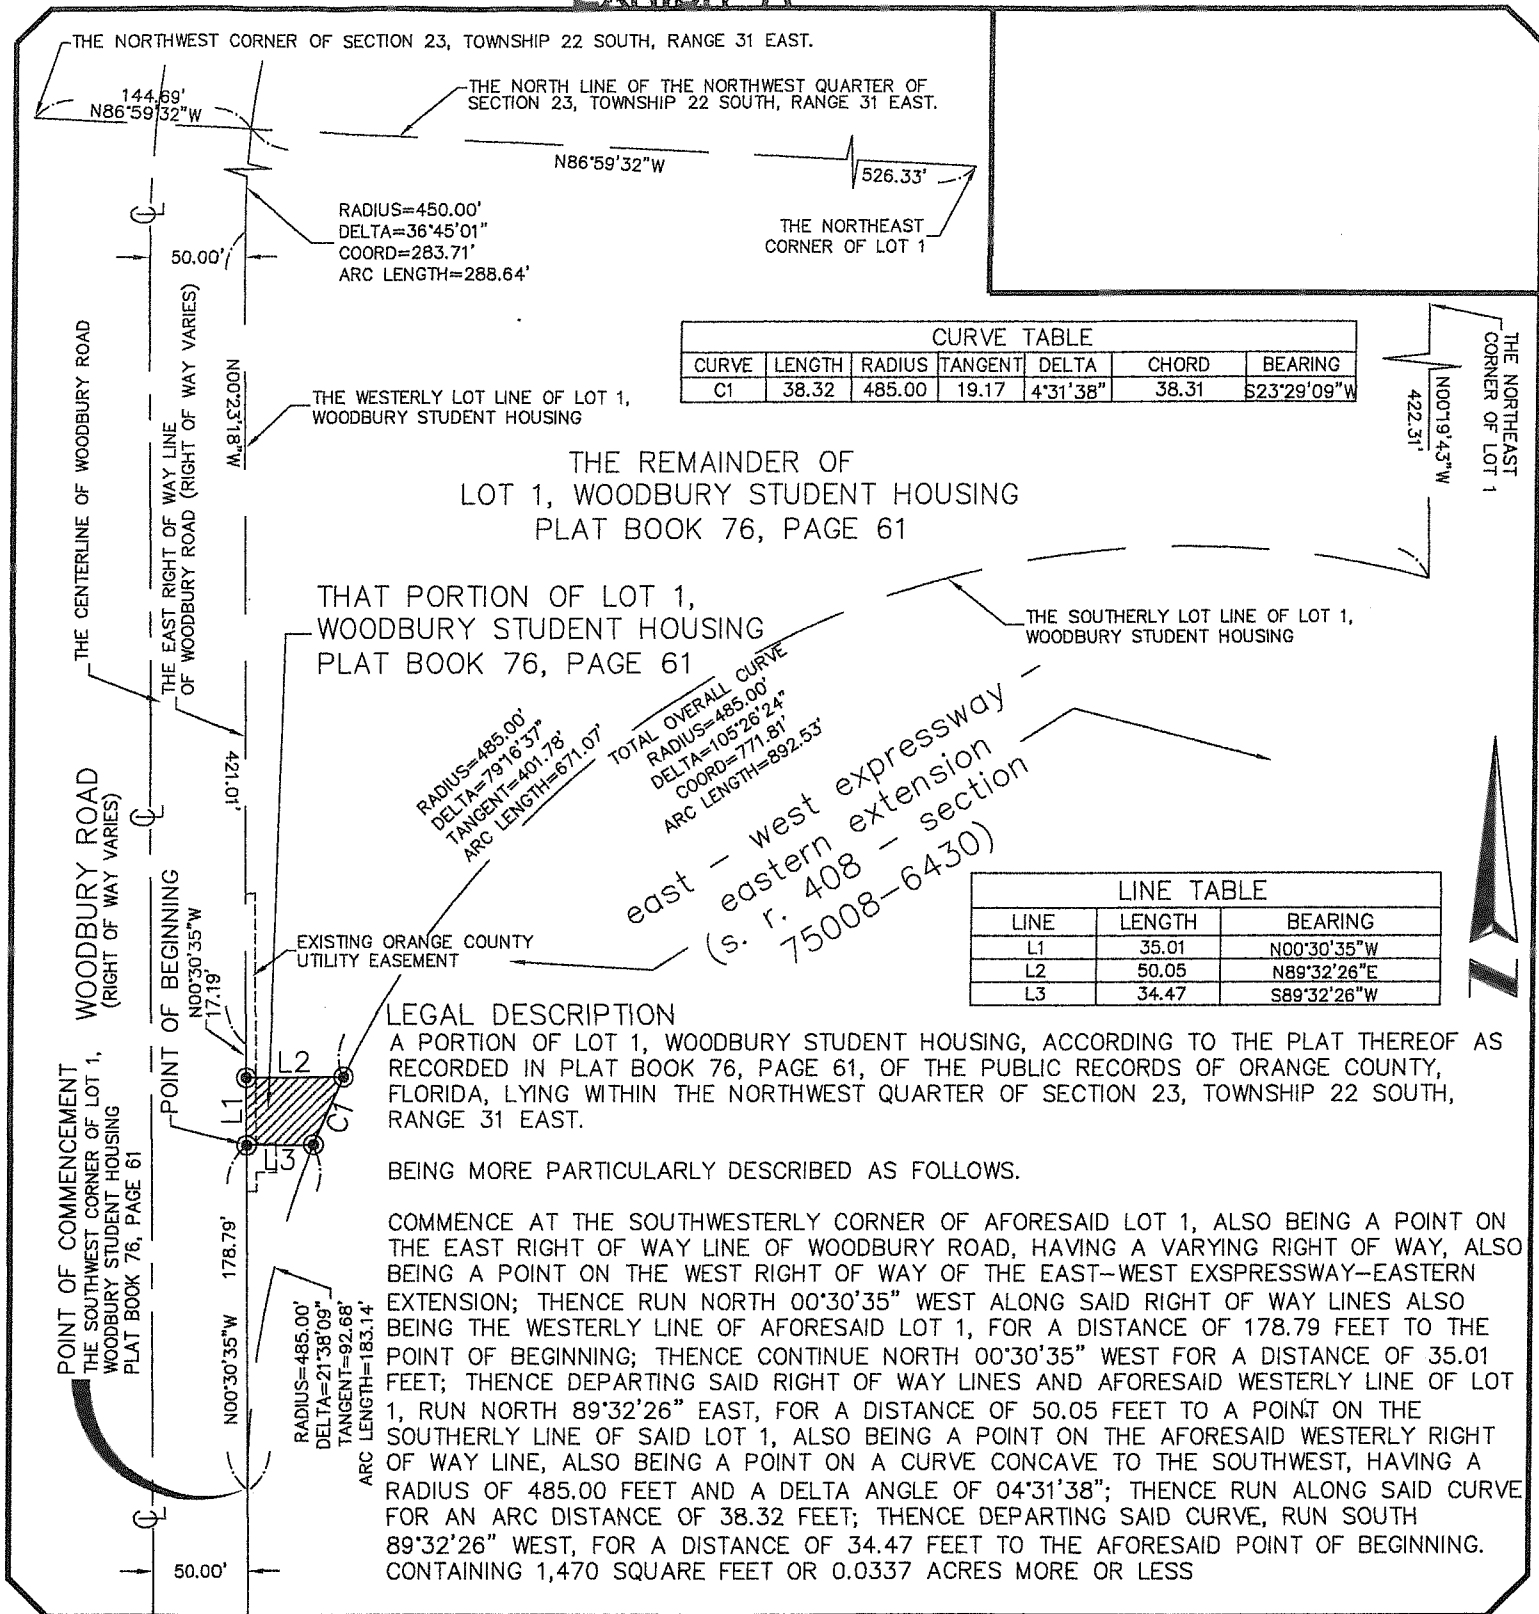 THE NORTHWEST CORNER OF SECTION 23, TOWNSHIP 22 SOUTH, RANGE 31 EAST.
144.69'
N86°59'32"W
THE NORTH LINE OF THE NORTHWEST QUARTER OF
SECTION 23, TOWNSHIP 22 SOUTH, RANGE 31 EAST.
N86°59'32"W
526.33'
THE NORTHEAST
CORNER OF LOT 1
RADIUS=450.00'
DELTA=36°45'01"
COORD=283.71'
ARC LENGTH=288.64'
50.00'
THE CENTERLINE OF WOODBURY ROAD
THE EAST RIGHT OF WAY LINE
OF WOODBURY ROAD (RIGHT OF WAY VARIES)
N00°23'18"W
421.01'
THE WESTERLY LOT LINE OF LOT 1,
WOODBURY STUDENT HOUSING
CURVE TABLE
CURVE LENGTH RADIUS TANGENT DELTA CHORD BEARING
C1 38.32 485.00 19.17 4°31'38" 38.31 S23°29'09"W
THE NORTHEAST
CORNER OF LOT 1
N00°19'43"W
422.31'
THE REMAINDER OF
LOT 1, WOODBURY STUDENT HOUSING
PLAT BOOK 76, PAGE 61
THAT PORTION OF LOT 1,
WOODBURY STUDENT HOUSING
PLAT BOOK 76, PAGE 61
THE SOUTHERLY LOT LINE OF LOT 1,
WOODBURY STUDENT HOUSING
RADIUS=485.00'
DELTA=79°16'37"
TANGENT=401.78'
ARC LENGTH=671.07'
TOTAL OVERALL CURVE
RADIUS=485.00'
DELTA=105°26'24"
COORD=771.81'
ARC LENGTH=892.53'
east - west expressway -
eastern extension
(s. r. 408 - section
75008-6430)
WOODBURY ROAD
(RIGHT OF WAY VARIES)
POINT OF BEGINNING
N00°30'35"W
17.19'
EXISTING ORANGE COUNTY
UTILITY EASEMENT
LINE TABLE
LINE LENGTH BEARING
L1 35.01 N00°30'35"W
L2 50.05 N89°32'26"E
L3 34.47 S89°32'26"W
L2
L1
C1
L3
POINT OF COMMENCEMENT
THE SOUTHWEST CORNER OF LOT 1,
WOODBURY STUDENT HOUSING
PLAT BOOK 76, PAGE 61
N00°30'35"W 178.79'
RADIUS=485.00'
DELTA=21°38'09"
TANGENT=92.68'
ARC LENGTH=183.14'
50.00'
LEGAL DESCRIPTION
A PORTION OF LOT 1, WOODBURY STUDENT HOUSING, ACCORDING TO THE PLAT THEREOF AS
RECORDED IN PLAT BOOK 76, PAGE 61, OF THE PUBLIC RECORDS OF ORANGE COUNTY,
FLORIDA, LYING WITHIN THE NORTHWEST QUARTER OF SECTION 23, TOWNSHIP 22 SOUTH,
RANGE 31 EAST.
BEING MORE PARTICULARLY DESCRIBED AS FOLLOWS.
COMMENCE AT THE SOUTHWESTERLY CORNER OF AFORESAID LOT 1, ALSO BEING A POINT ON
THE EAST RIGHT OF WAY LINE OF WOODBURY ROAD, HAVING A VARYING RIGHT OF WAY, ALSO
BEING A POINT ON THE WEST RIGHT OF WAY OF THE EAST-WEST EXSPRESSWAY-EASTERN
EXTENSION; THENCE RUN NORTH 00°30'35" WEST ALONG SAID RIGHT OF WAY LINES ALSO
BEING THE WESTERLY LINE OF AFORESAID LOT 1, FOR A DISTANCE OF 178.79 FEET TO THE
POINT OF BEGINNING; THENCE CONTINUE NORTH 00°30'35" WEST FOR A DISTANCE OF 35.01
FEET; THENCE DEPARTING SAID RIGHT OF WAY LINES AND AFORESAID WESTERLY LINE OF LOT
1, RUN NORTH 89°32'26" EAST, FOR A DISTANCE OF 50.05 FEET TO A POINT ON THE
SOUTHERLY LINE OF SAID LOT 1, ALSO BEING A POINT ON THE AFORESAID WESTERLY RIGHT
OF WAY LINE, ALSO BEING A POINT ON A CURVE CONCAVE TO THE SOUTHWEST, HAVING A
RADIUS OF 485.00 FEET AND A DELTA ANGLE OF 04°31'38"; THENCE RUN ALONG SAID CURVE
FOR AN ARC DISTANCE OF 38.32 FEET; THENCE DEPARTING SAID CURVE, RUN SOUTH
89°32'26" WEST, FOR A DISTANCE OF 34.47 FEET TO THE AFORESAID POINT OF BEGINNING.
CONTAINING 1,470 SQUARE FEET OR 0.0337 ACRES MORE OR LESS